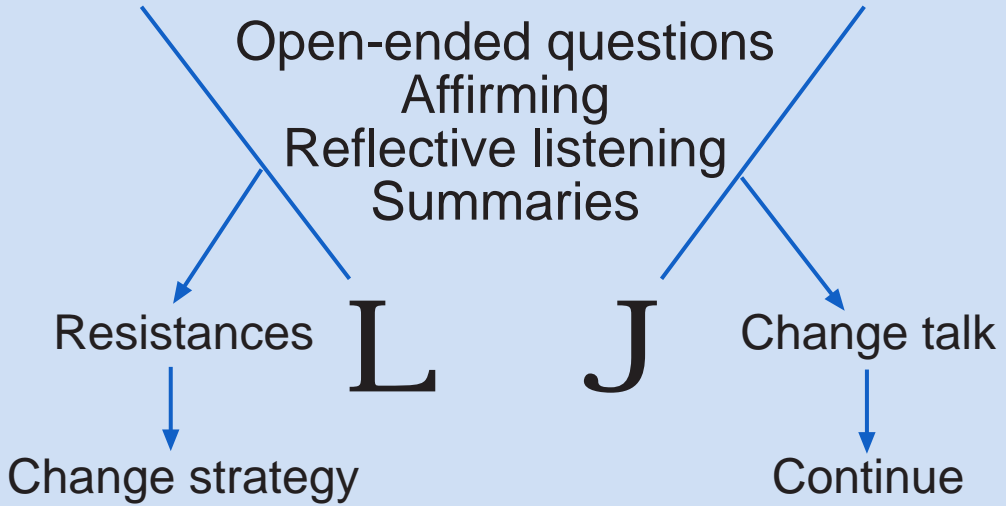 Open-ended questions
Affirming
Reflective listening
Summaries
Resistances L J Change talk
Change strategy Continue